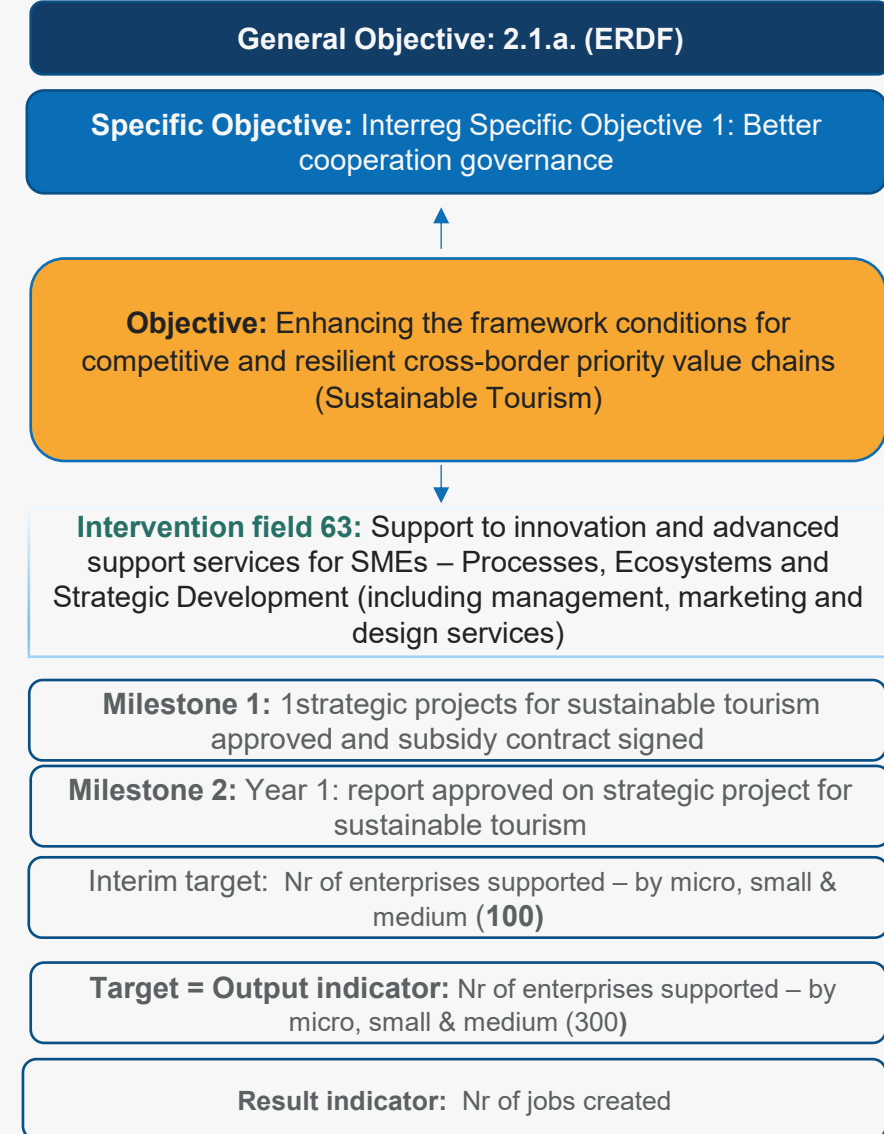 General Objective: 2.1.a. (ERDF)
Specific Objective: Interreg Specific Objective 1: Better
cooperation governance
Objective: Enhancing the framework conditions for
competitive and resilient cross-border priority value chains
(Sustainable Tourism)
Intervention field 63: Support to innovation and advanced
support services for SMEs – Processes, Ecosystems and
Strategic Development (including management, marketing and
design services)
Milestone 1: 1strategic projects for sustainable tourism
approved and subsidy contract signed
Milestone 2: Year 1: report approved on strategic project for
sustainable tourism
Interim target: Nr of enterprises supported – by micro, small &
medium (100)
Target = Output indicator: Nr of enterprises supported – by
micro, small & medium (300)
Result indicator: Nr of jobs created